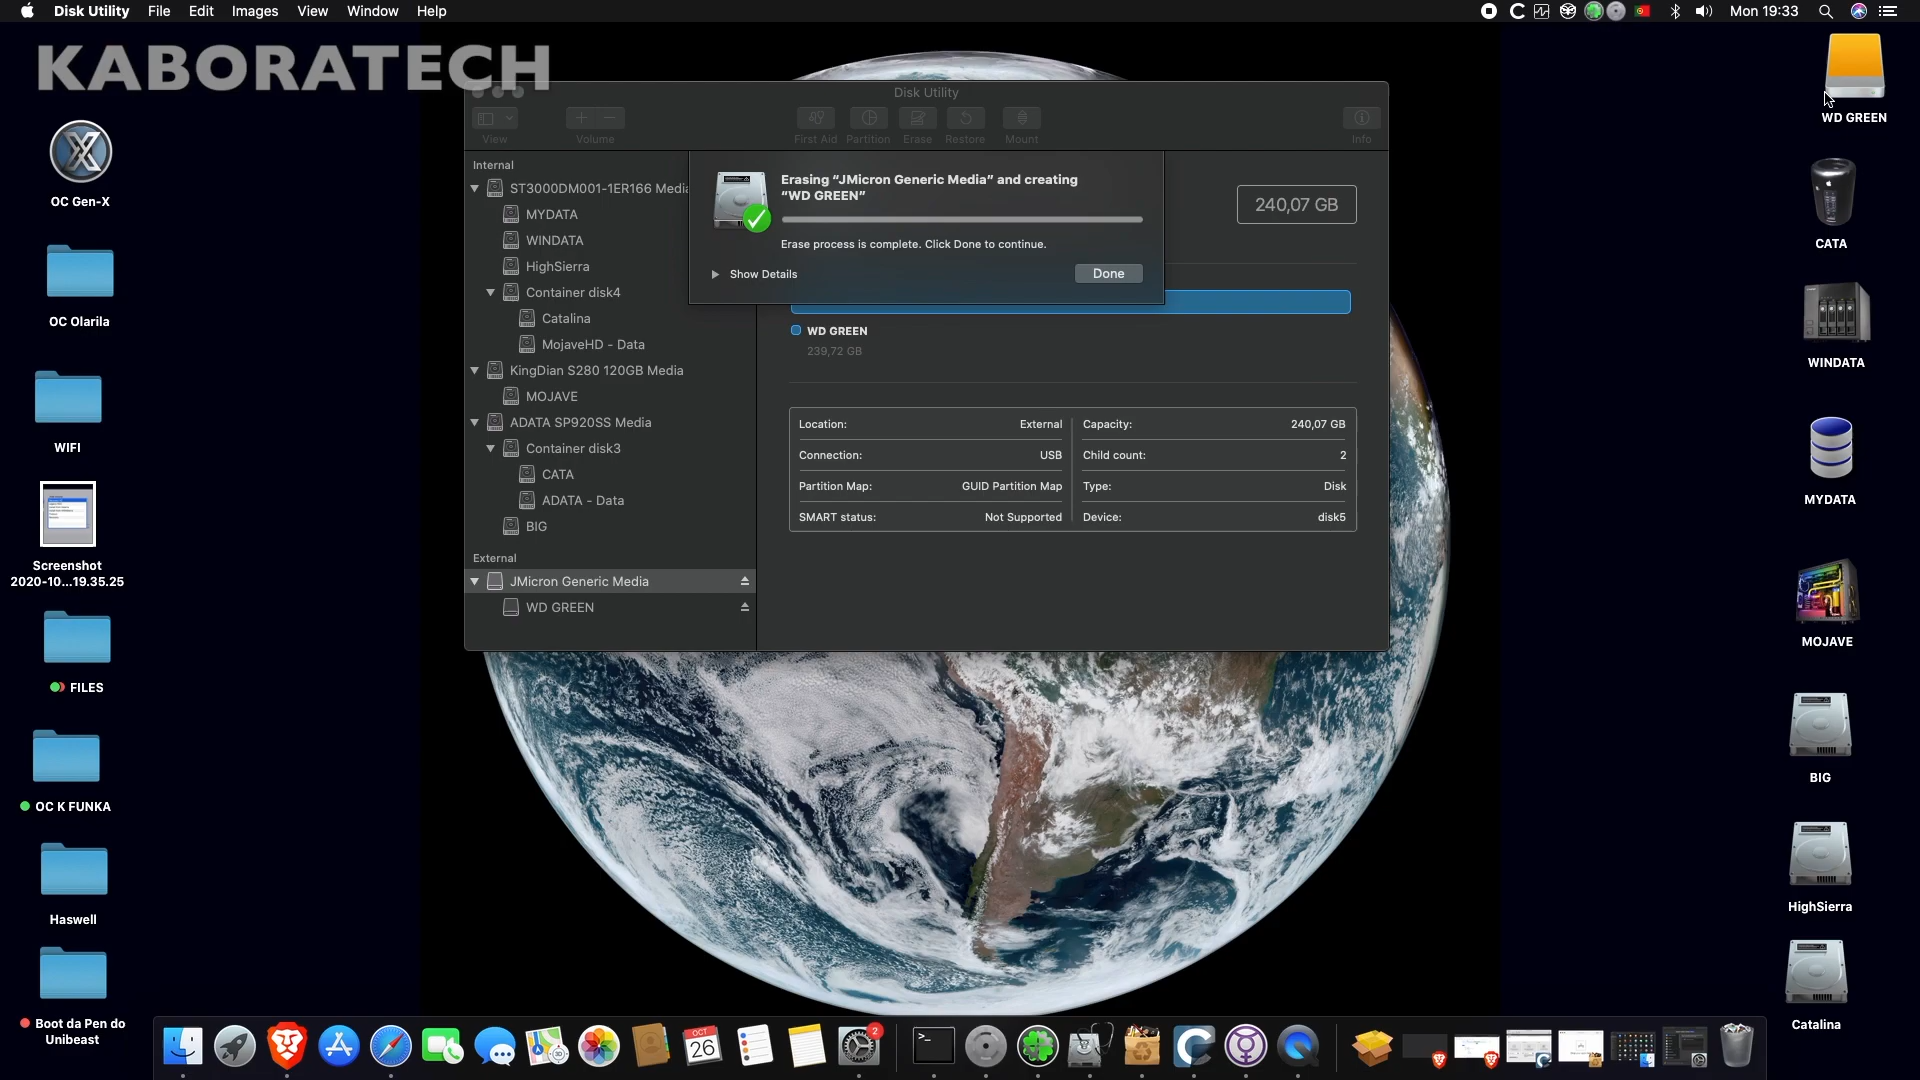 Disk Utility File Edit Images View Window Help
Mon 19:33
KABORATECH
Disk Utility
View Volume First Aid Partition Erase Restore Mount Info
Internal
ST3000DM001-1ER166 Media
MYDATA
WINDATA
HighSierra
Container disk4
Catalina
MojaveHD - Data
KingDian S280 120GB Media
MOJAVE
ADATA SP920SS Media
Container disk3
CATA
ADATA - Data
BIG
External
JMicron Generic Media
WD GREEN
Erasing “JMicron Generic Media” and creating
“WD GREEN”
Erase process is complete. Click Done to continue.
Show Details
Done
240,07 GB
WD GREEN
239,72 GB
Location: External
Capacity: 240,07 GB
Connection: USB
Child count: 2
Partition Map: GUID Partition Map
Type: Disk
SMART status: Not Supported
Device: disk5
OC Gen-X
OC Olarila
WIFI
Screenshot
2020-10...19.35.25
FILES
OC K FUNKA
Haswell
Boot da Pen do
Unibeast
WD GREEN
CATA
WINDATA
MYDATA
MOJAVE
BIG
HighSierra
Catalina
OCT
26
2